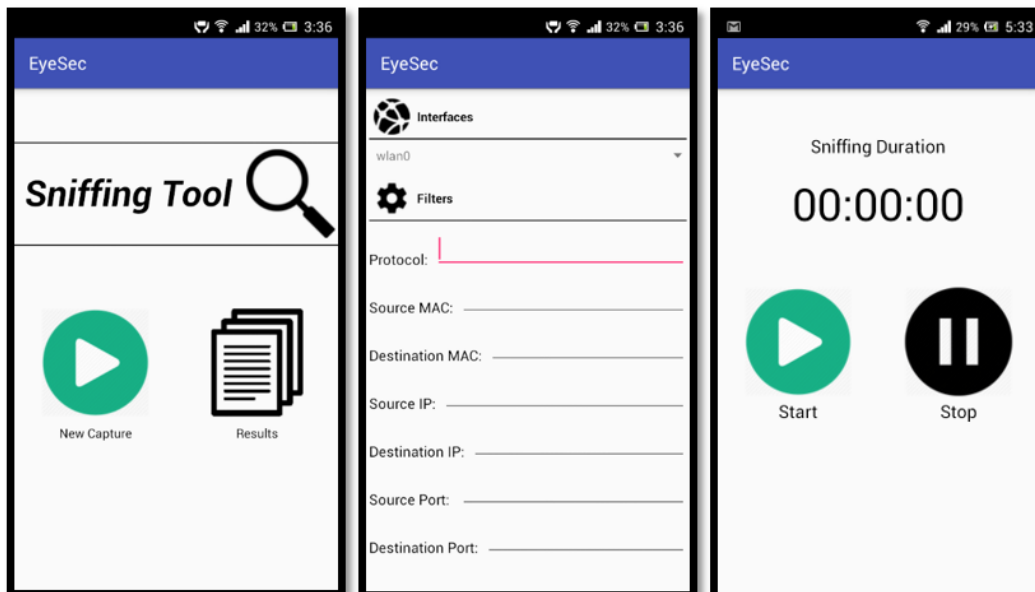 32% 3:36
EyeSec
Sniffing Tool
New Capture
Results
32% 3:36
EyeSec
Interfaces
wlan0
Filters
Protocol:
Source MAC:
Destination MAC:
Source IP:
Destination IP:
Source Port:
Destination Port:
29% 5:33
EyeSec
Sniffing Duration
00:00:00
Start
Stop